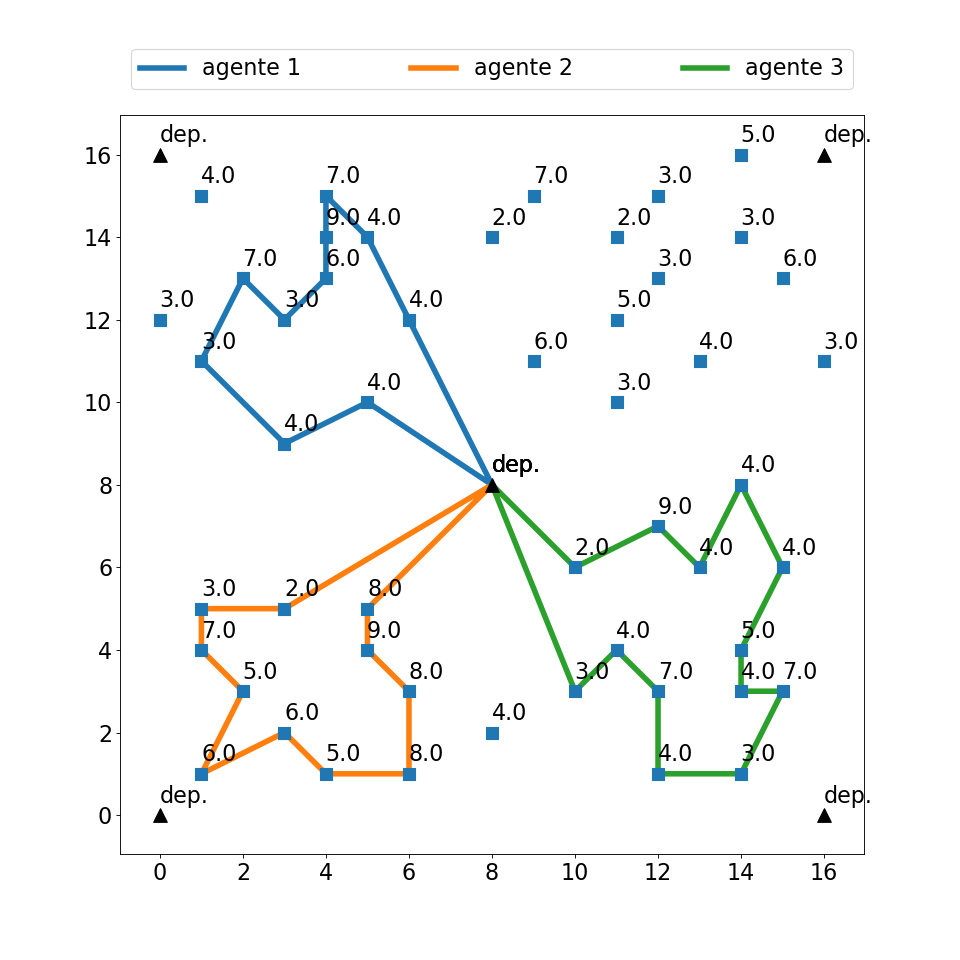 agente 1 agente 2 agente 3
dep. 5.0 dep.
16
4.0 7.0 7.0 3.0
9.0 4.0 2.0 2.0 3.0
14
7.0 6.0 3.0 6.0
3.0 3.0 4.0 5.0
12
3.0 6.0 4.0 3.0
4.0 3.0
10
4.0
dep. 4.0
8
9.0
2.0 4.0 4.0
6
3.0 2.0 8.0
7.0 9.0 4.0 5.0
4
5.0 8.0 3.0 7.0 4.0 7.0
6.0 4.0
2
6.0 5.0 8.0 4.0 3.0
dep. dep.
0
0 2 4 6 8 10 12 14 16